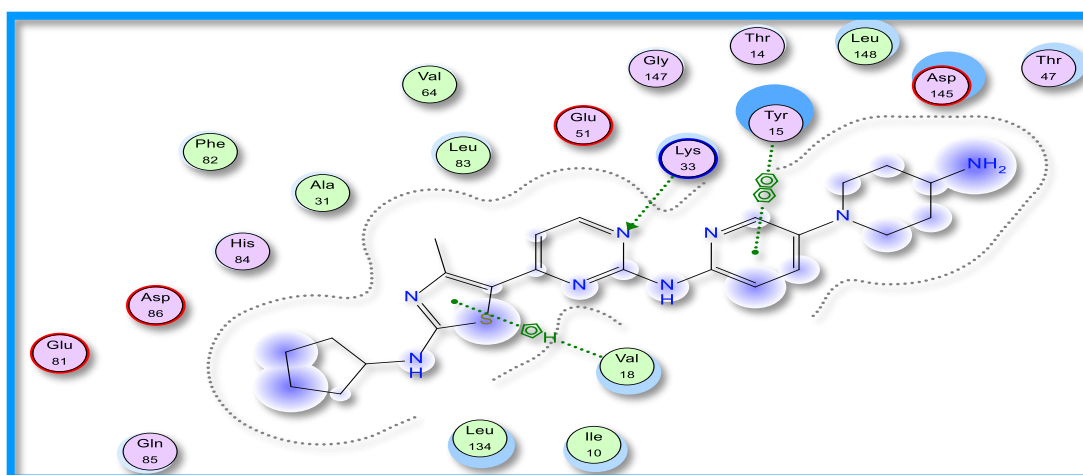 Thr
14
Leu
148
Thr
47
Gly
147
Asp
145
Val
64
Glu
51
Tyr
15
Phe
82
Leu
83
Lys
33
Ala
31
NH2
N
His
84
N
N
N
N
Asp
86
N
H
S
H
Glu
81
N
H
Val
18
Gln
85
Leu
134
Ile
10